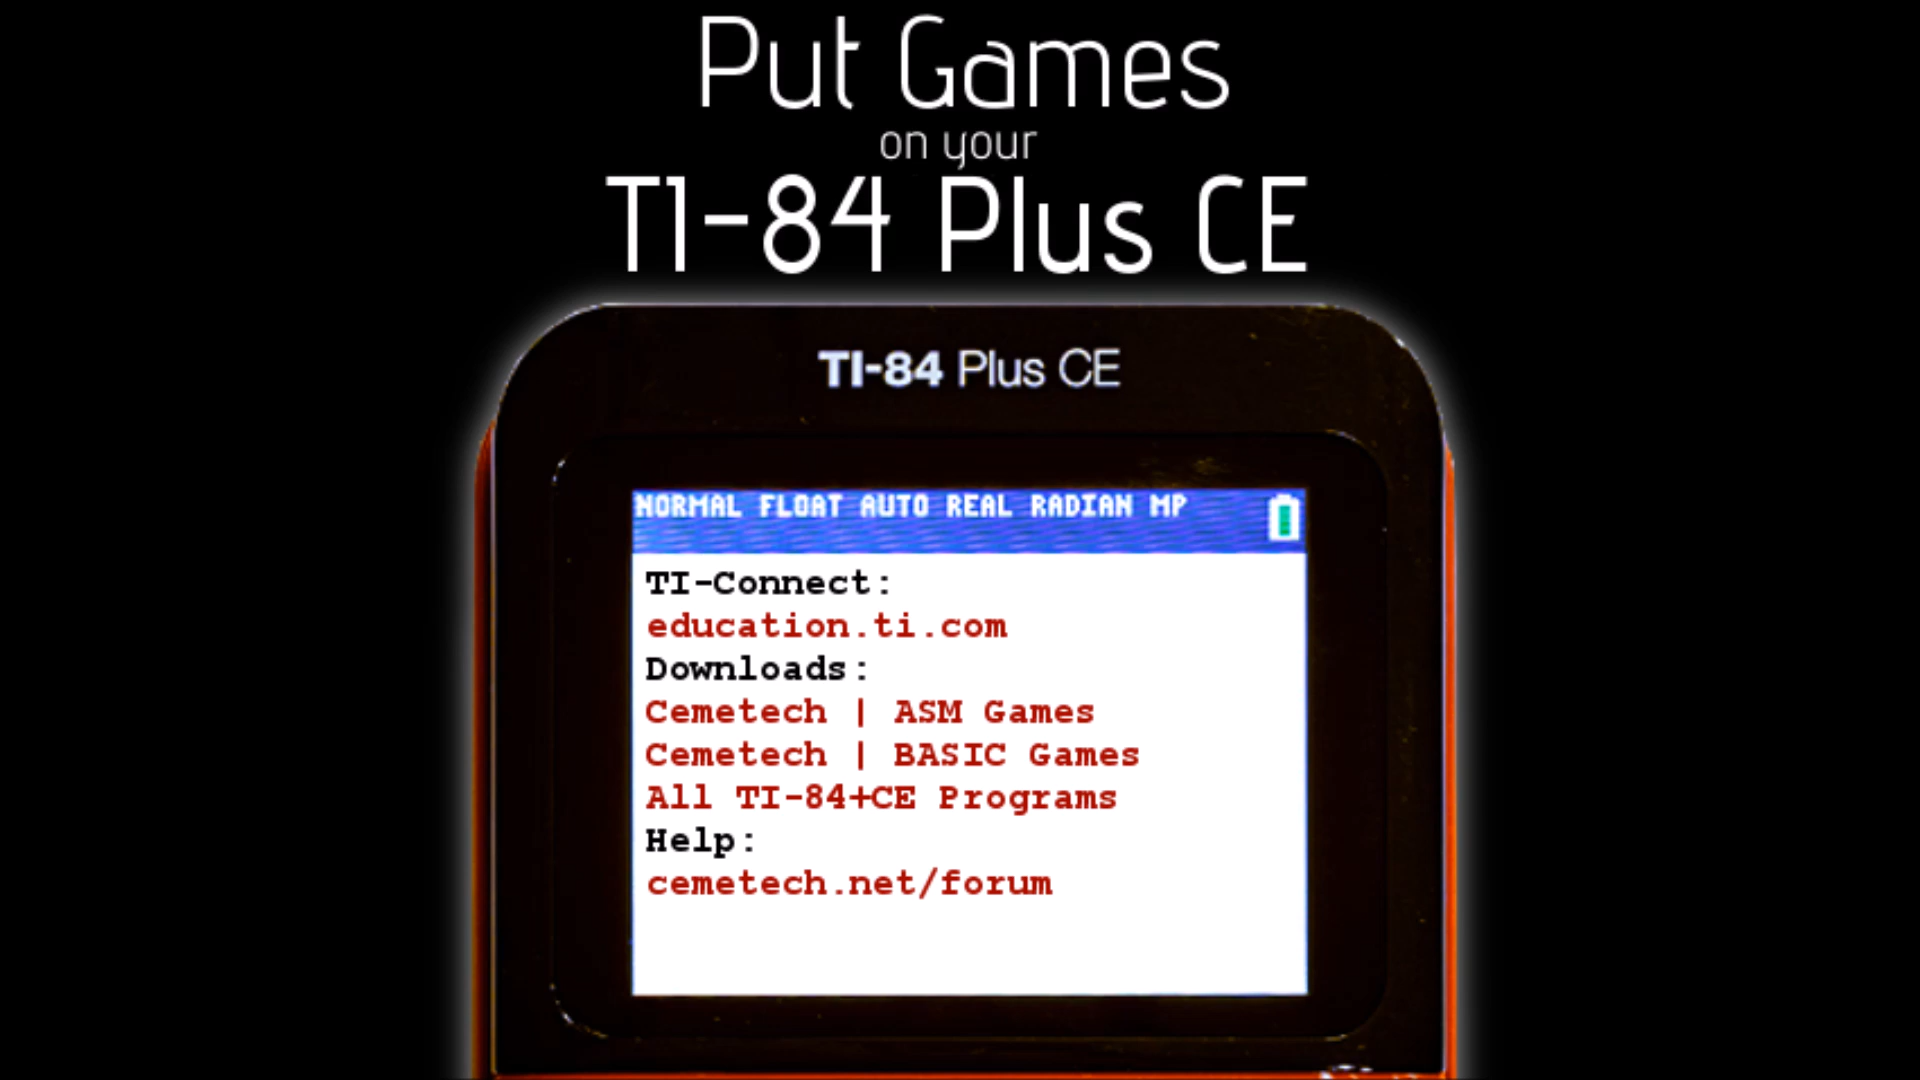 Put Games
on your
TI-84 Plus CE
TI-84 Plus CE
NORMAL FLOAT AUTO REAL RADIAN MP
TI-Connect:
education.ti.com
Downloads:
Cemetech | ASM Games
Cemetech | BASIC Games
All TI-84+CE Programs
Help:
cemetech.net/forum